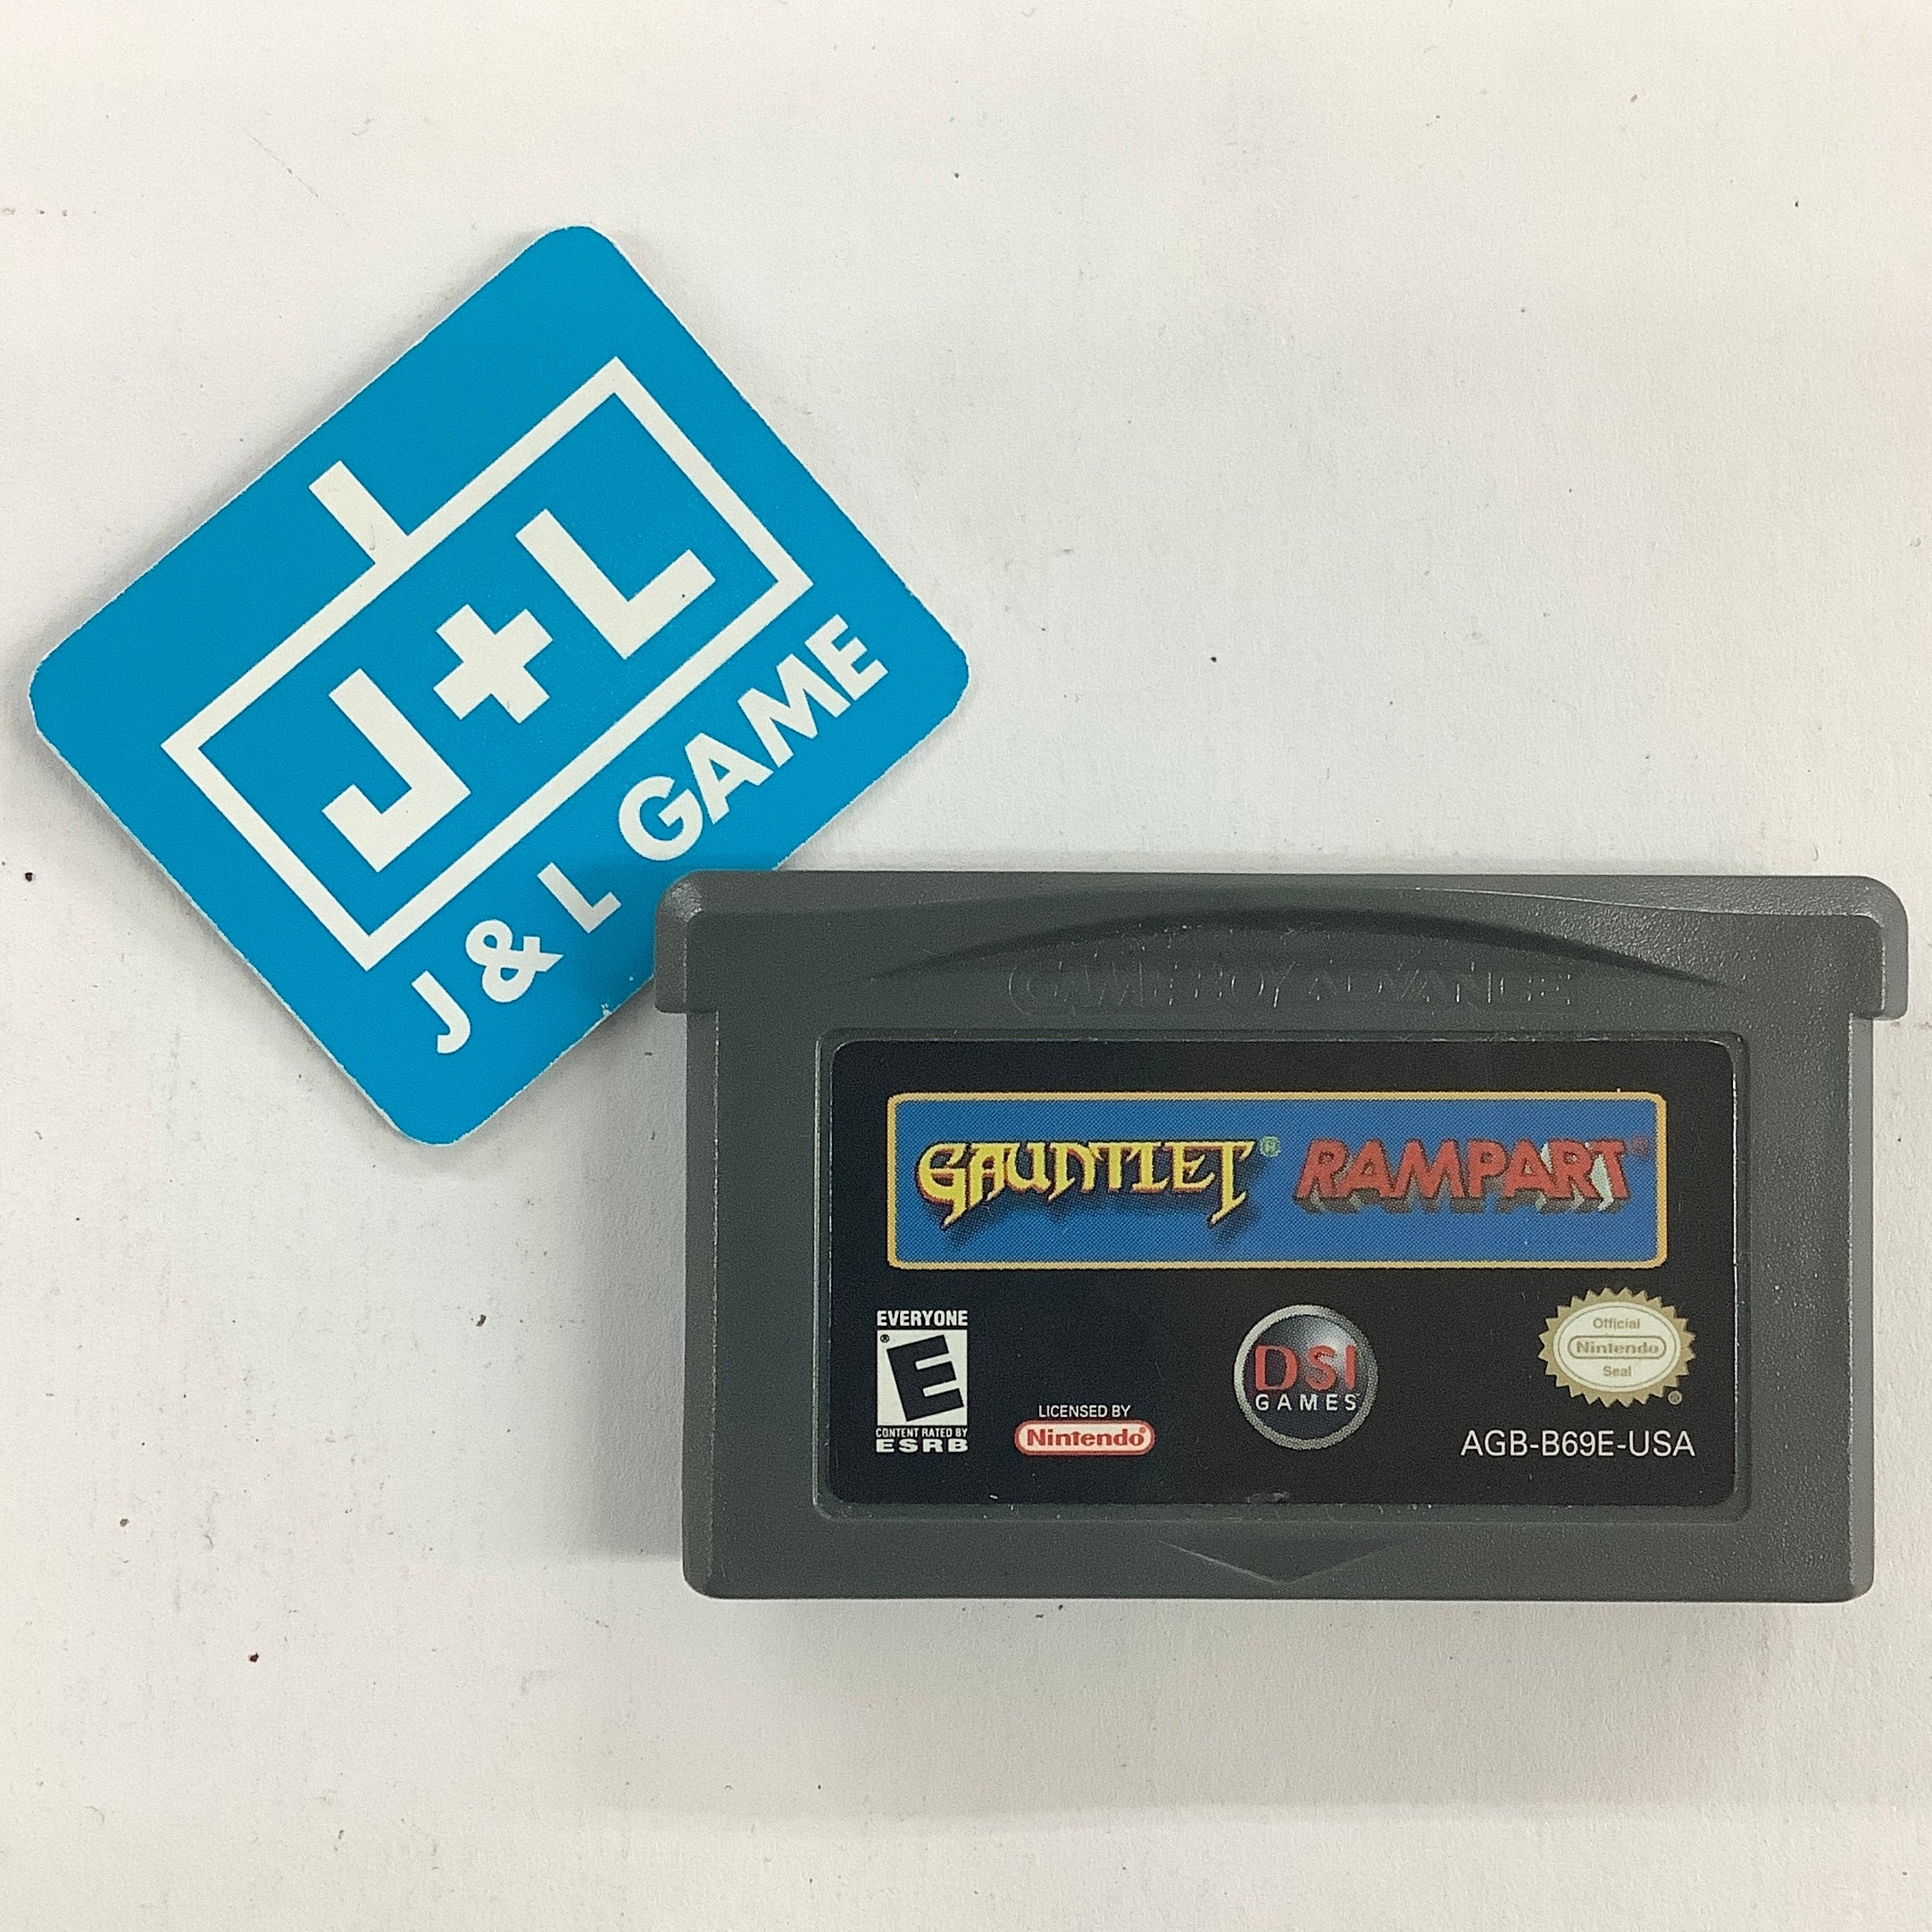 J+L
J & L GAME
GAME BOY ADVANCE
GAUNTLET® RAMPART®
EVERYONE
E®
CONTENT RATED BY
ESRB
LICENSED BY
Nintendo®
DSI
GAMES
Official
Nintendo
Seal
®
AGB-B69E-USA